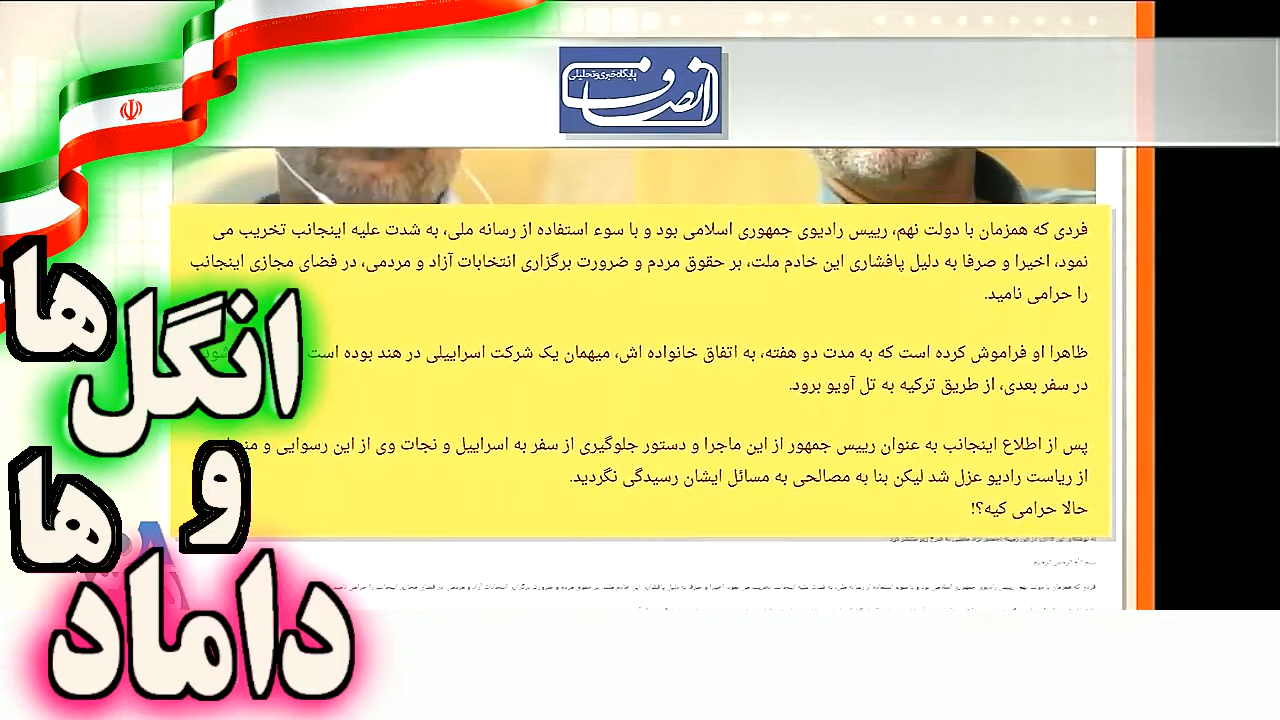 پایگاه خبری و تحلیلی
انصاف
فردی که همزمان با دولت نهم، رییس رادیوی جمهوری اسلامی بود و با سوء استفاده از رسانه ملی، به شدت علیه اینجانب تخریب می
نمود، اخیرا و صرفا به دلیل پافشاری این خادم ملت، بر حقوق مردم و ضرورت برگزاری انتخابات آزاد و مردمی، در فضای مجازی اینجانب
را حرامی نامید.
ظاهرا او فراموش کرده است که به مدت دو هفته، به اتفاق خانواده اش، میهمان یک شرکت اسراییلی در هند بوده است
در سفر بعدی، از طریق ترکیه به تل آویو برود.
پس از اطلاع اینجانب به عنوان رییس جمهور از این ماجرا و دستور جلوگیری از سفر به اسراییل و نجات وی از این رسوایی و
از ریاست رادیو عزل شد لیکن بنا به مصالحی به مسائل ایشان رسیدگی نگردید.
حالا حرامی کیه؟!
بسم الله الرحمن الرحیم
انگل ها
و
داماد ها